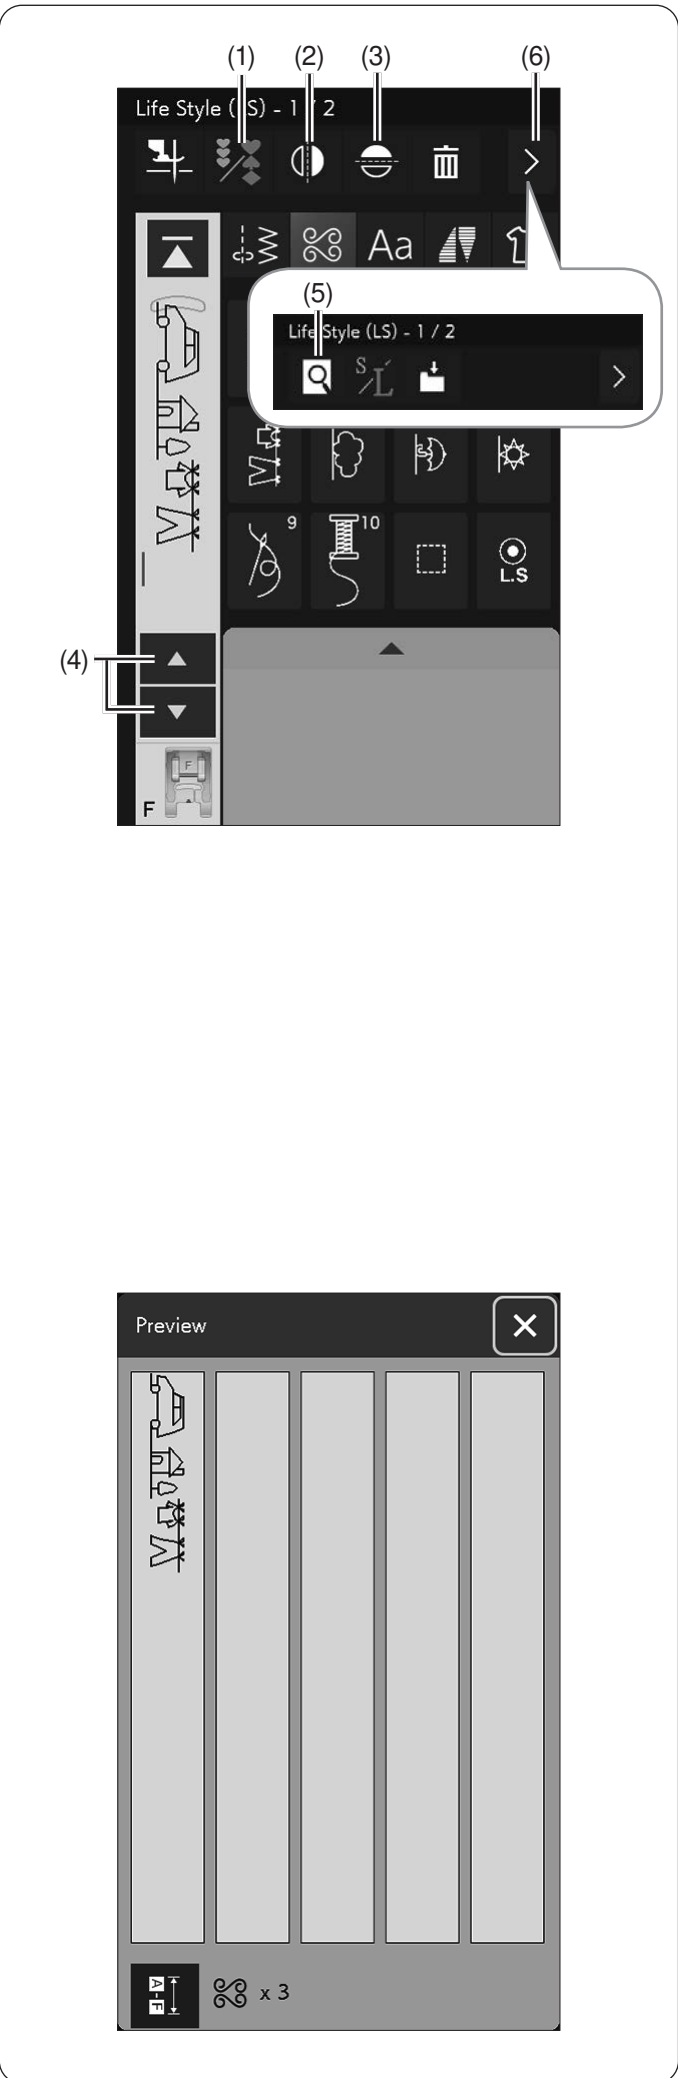 (1) (2) (3) (6)
Life Style (LS) - 1 / 2
Aa
(5)
Life Style (LS) - 1 / 2
S/L
9 10
L.S
(4)
F
F
Preview
A-F
x 3